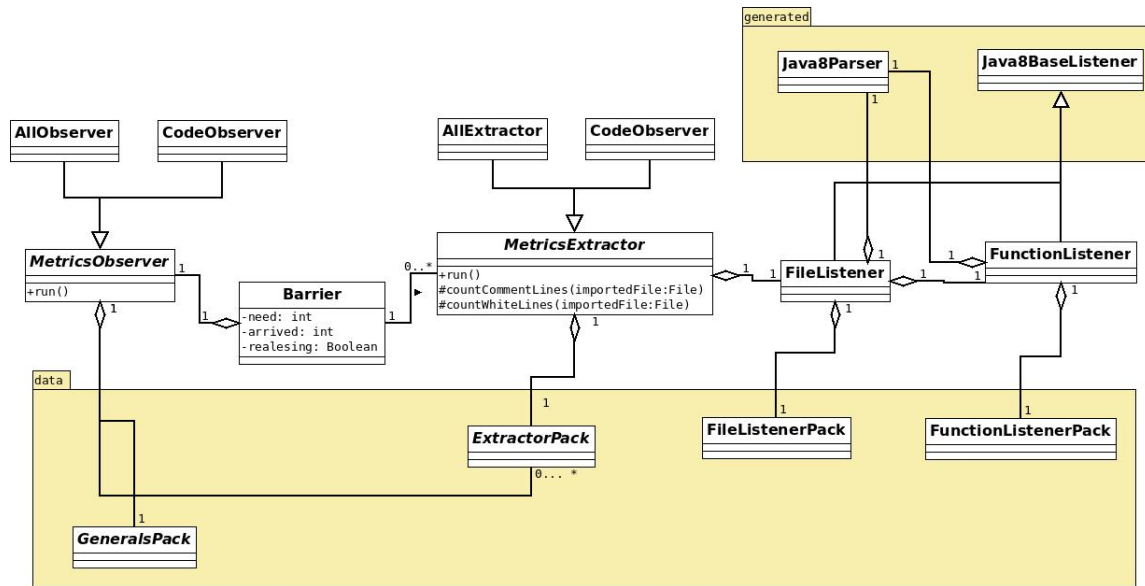 generated
Java8Parser
1
Java8BaseListener
1
AllObserver
CodeObserver
AllExtractor
CodeObserver
MetricsObserver
+run()
1
1
1
Barrier
-need: int
-arrived: int
-realesing: Boolean
1
0..*
MetricsExtractor
+run()
#countCommentLines(importedFile:File)
#countWhiteLines(importedFile:File)
1
1
1
FileListener
1
1
1
1
FunctionListener
1
1
data
1
ExtractorPack
0... *
1
FileListenerPack
1
FunctionListenerPack
1
GeneralsPack